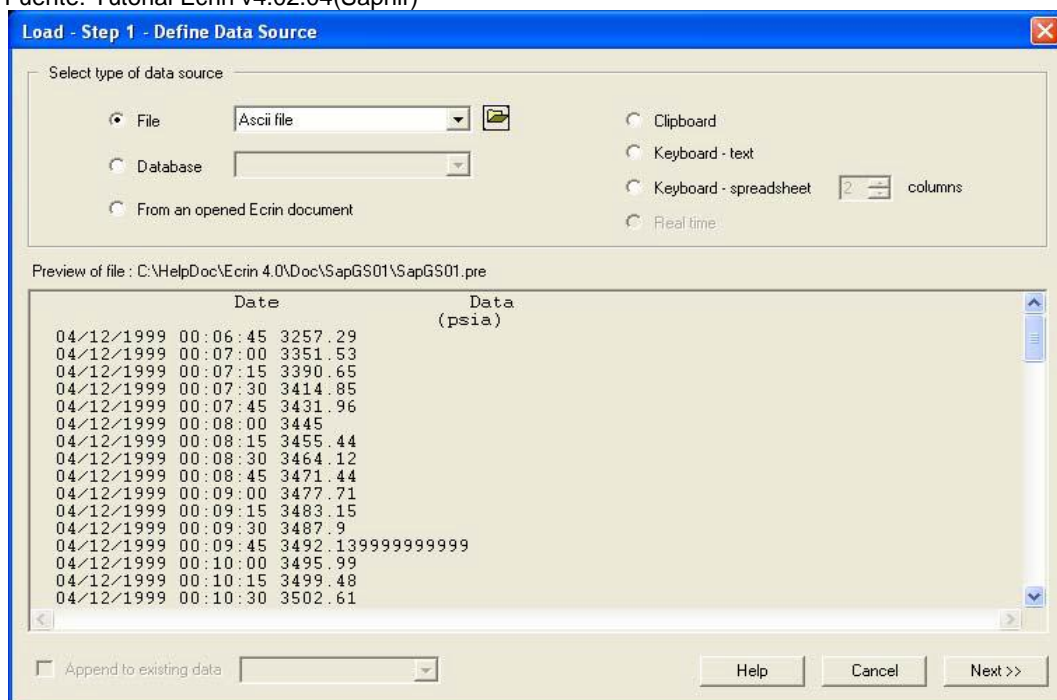 Fuente: Tutorial Ecrin v4.02.04(Saphir)
Load - Step 1 - Define Data Source
Select type of data source
File
Ascii file
Clipboard
Database
Keyboard - text
Keyboard - spreadsheet
2
columns
From an opened Ecrin document
Real time
Preview of file : C:\HelpDoc\Ecrin 4.0\Doc\SapGS01\SapGS01.pre
Date Data
(psia)
04/12/1999 00:06:45 3257.29
04/12/1999 00:07:00 3351.53
04/12/1999 00:07:15 3390.65
04/12/1999 00:07:30 3414.85
04/12/1999 00:07:45 3431.96
04/12/1999 00:08:00 3445
04/12/1999 00:08:15 3455.44
04/12/1999 00:08:30 3464.12
04/12/1999 00:08:45 3471.44
04/12/1999 00:09:00 3477.71
04/12/1999 00:09:15 3483.15
04/12/1999 00:09:30 3487.9
04/12/1999 00:09:45 3492.139999999999
04/12/1999 00:10:00 3495.99
04/12/1999 00:10:15 3499.48
04/12/1999 00:10:30 3502.61
Append to existing data
Help
Cancel
Next >>